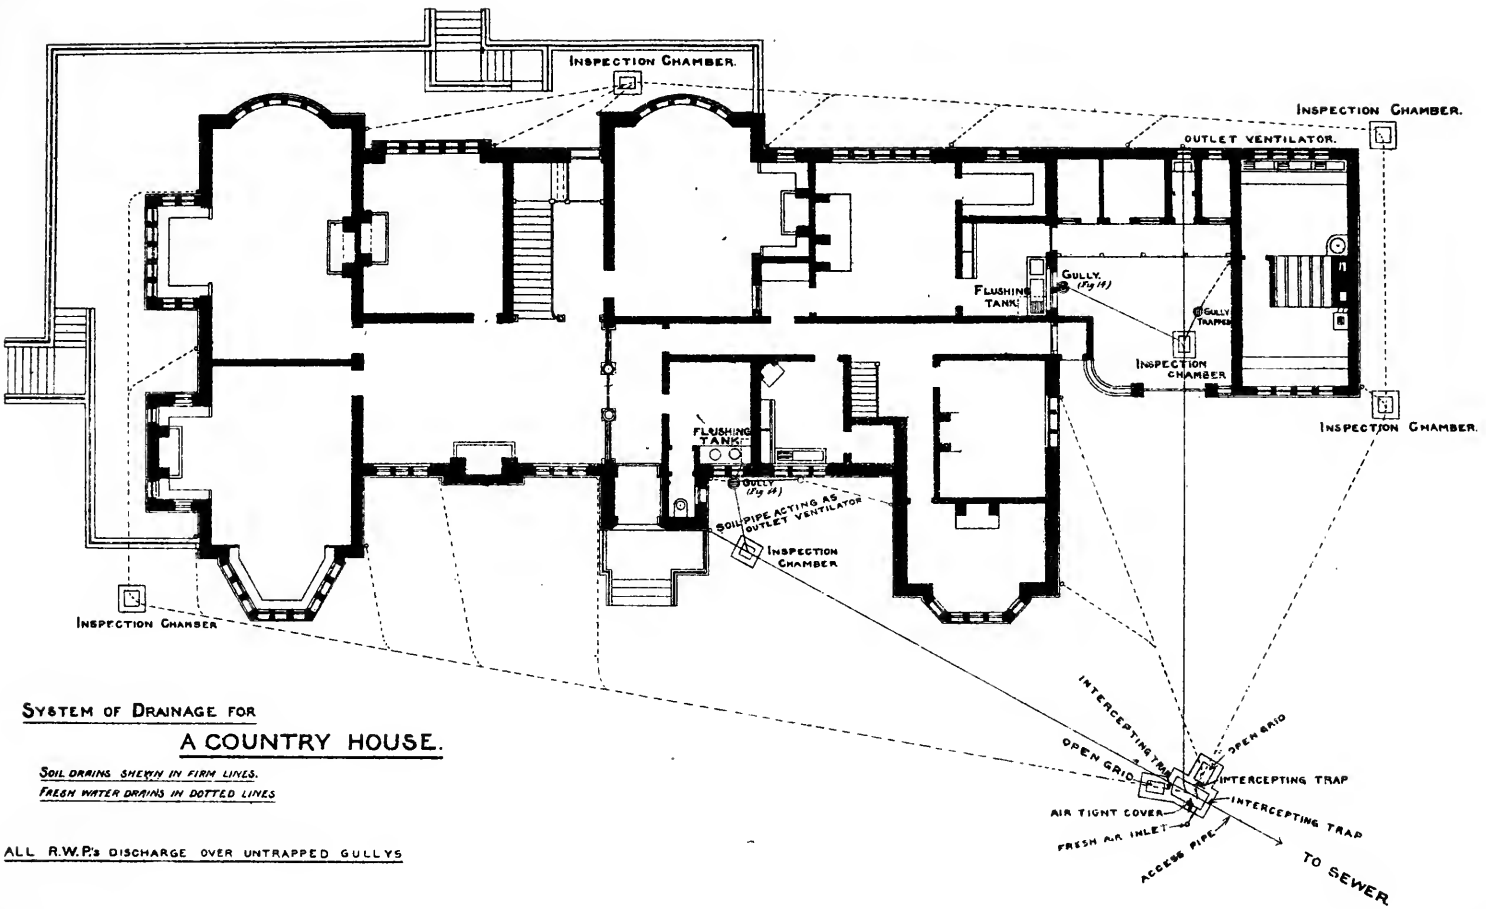 INSPECTION CHAMBER.
INSPECTION CHAMBER.
OUTLET VENTILATOR.
GULLY.
(Fig 14)
FLUSHING
TANK.
GULLY
TRAPPED
INSPECTION
CHAMBER
INSPECTION CHAMBER.
FLUSHING
TANK.
GULLY
(Fig 14)
SOIL PIPE ACTING AS
OUTLET VENTILATOR
INSPECTION
CHAMBER
INSPECTION CHAMBER
SYSTEM OF DRAINAGE FOR
A COUNTRY HOUSE.
SOIL DRAINS SHEWN IN FIRM LINES.
FRESH WATER DRAINS IN DOTTED LINES
ALL R.W.P.'s DISCHARGE OVER UNTRAPPED GULLYS
INTERCEPTING TRAP
OPEN GRID
OPEN GRID
INTERCEPTING TRAP
INTERCEPTING TRAP
AIR TIGHT COVER
FRESH AIR INLET
ACCESS PIPE
TO SEWER